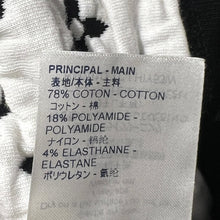 PRINCIPAL - MAIN
表地/本体 - 主料
78% COTON - COTTON
コットン - 棉
18% POLYAMIDE -
POLYAMIDE
ナイロン - 锦纶
4% ELASTHANNE -
ELASTANE
ポリウレタン - 氨纶